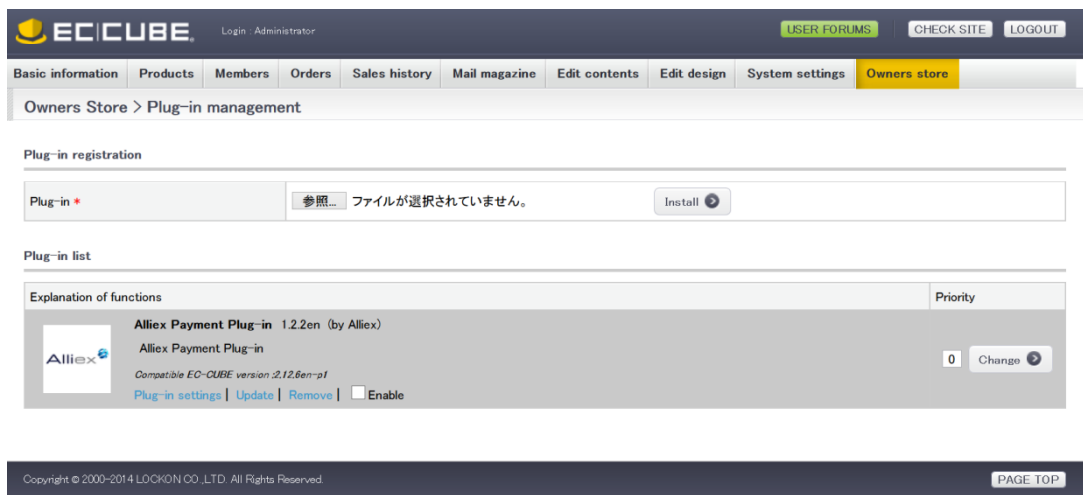 EC CUBE. Login : Administrator USER FORUMS CHECK SITE LOGOUT
Basic information Products Members Orders Sales history Mail magazine Edit contents Edit design System settings Owners store
Owners Store > Plug-in management
Plug-in registration
Plug-in * 参照... ファイルが選択されていません。 Install
Plug-in list
Explanation of functions Priority
Alliex Payment Plug-in 1.2.2en (by Alliex)
Alliex Alliex Payment Plug-in 0 Change
Compatible EC-CUBE version :2.12.6en-p1
Plug-in settings | Update | Remove | Enable
Copyright © 2000-2014 LOCKON CO.,LTD. All Rights Reserved. PAGE TOP